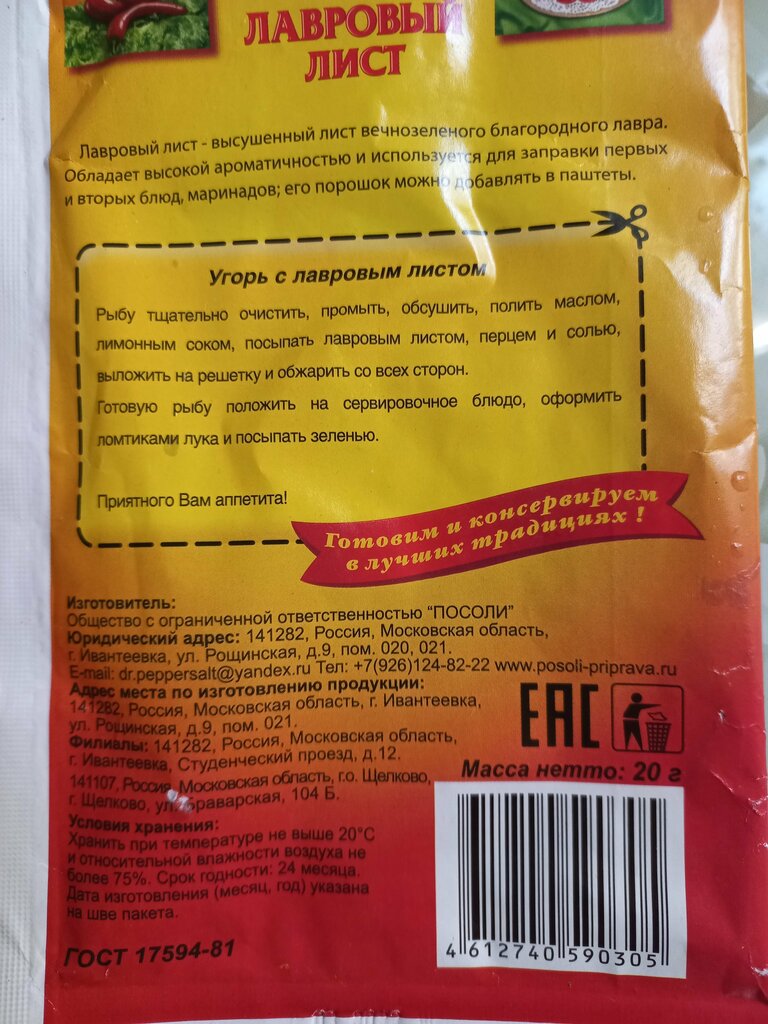 ЛАВРОВЫЙ
ЛИСТ
Лавровый лист - высушенный лист вечнозеленого благородного лавра.
Обладает высокой ароматичностью и используется для заправки первых
и вторых блюд, маринадов; его порошок можно добавлять в паштеты.
Угорь с лавровым листом
Рыбу тщательно очистить, промыть, обсушить, полить маслом,
лимонным соком, посыпать лавровым листом, перцем и солью,
выложить на решетку и обжарить со всех сторон.
Готовую рыбу положить на сервировочное блюдо, оформить
ломтиками лука и посыпать зеленью.
Приятного Вам аппетита!
Готовим и консервируем
в лучших традициях !
Изготовитель:
Общество с ограниченной ответственностью "ПОСОЛИ"
Юридический адрес: 141282, Россия, Московская область,
г. Ивантеевка, ул. Рощинская, д.9, пом. 020, 021.
E-mail: dr.peppersalt@yandex.ru Тел: +7(926)124-82-22 www.posoli-priprava.ru
Адрес места по изготовлению продукции:
141282, Россия, Московская область, г. Ивантеевка,
ул. Рощинская, д.9, пом. 021.
Филиалы: 141282, Россия, Московская область,
г. Ивантеевка, Студенческий проезд, д.12.
141107, Россия, Московская область, г.о. Щелково,
г. Щелково, ул. Браварская, 104 Б.
EAC
Масса нетто: 20 г
Условия хранения:
Хранить при температуре не выше 20°С
и относительной влажности воздуха не
более 75%. Срок годности: 24 месяца.
Дата изготовления (месяц, год) указана
на шве пакета.
ГОСТ 17594-81
4 612740 590305